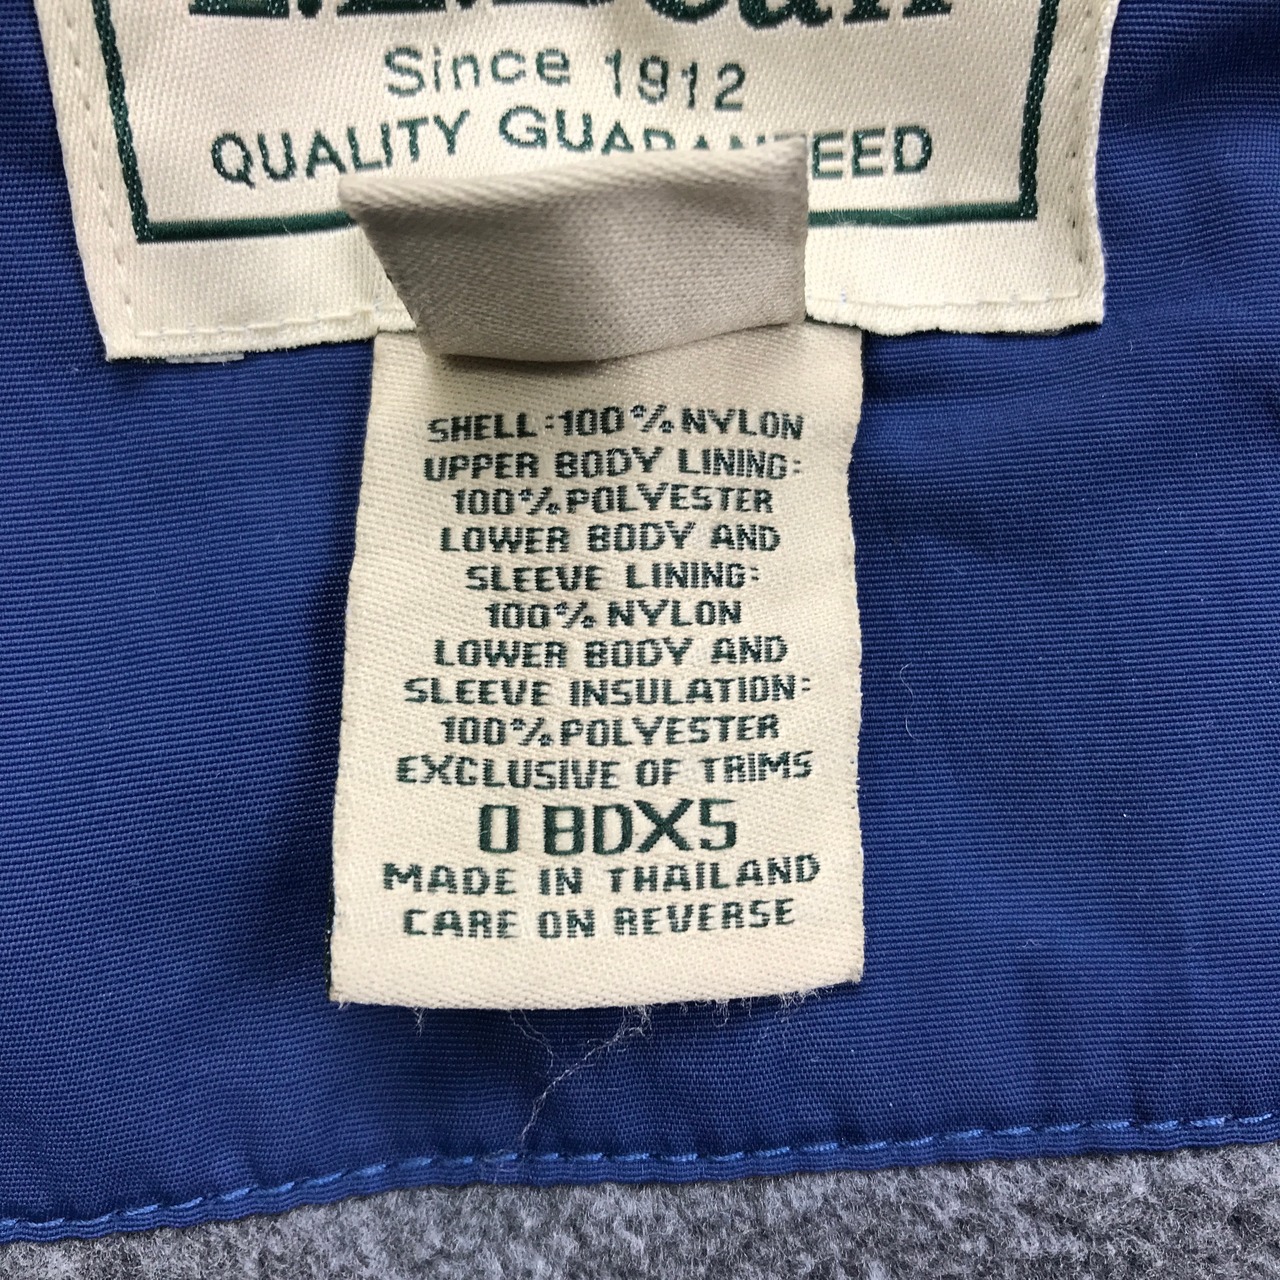 L.L.Bean
Since 1912
QUALITY GUARANTEED
SHELL:100%NYLON
UPPER BODY LINING:
100%POLYESTER
LOWER BODY AND
SLEEVE LINING:
100%NYLON
LOWER BODY AND
SLEEVE INSULATION:
100%POLYESTER
EXCLUSIVE OF TRIMS
0 BDX5
MADE IN THAILAND
CARE ON REVERSE